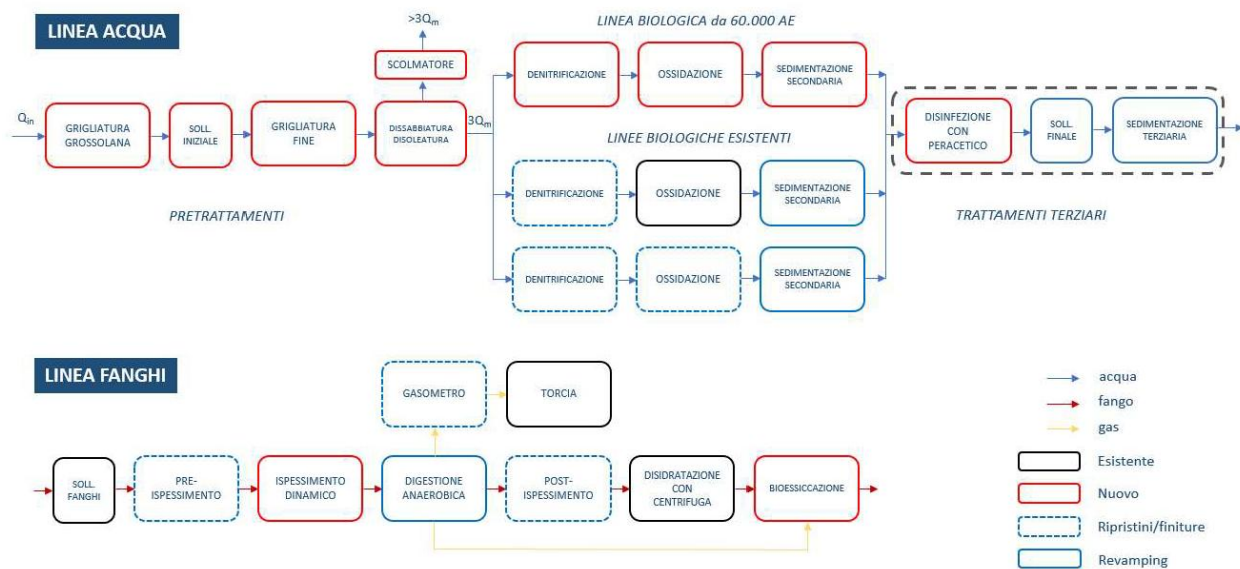 LINEA ACQUA
>3Qm
SCOLMATORE
LINEA BIOLOGICA da 60.000 AE
Qin
GRIGLIATURA
GROSSOLANA
SOLL.
INIZIALE
GRIGLIATURA
FINE
DISSABBIATURA
DISOLEATURA
3Qm
DENITRIFICAZIONE
OSSIDAZIONE
SEDIMENTAZIONE
SECONDARIA
PRETRATTAMENTI
LINEE BIOLOGICHE ESISTENTI
DENITRIFICAZIONE
OSSIDAZIONE
SEDIMENTAZIONE
SECONDARIA
DENITRIFICAZIONE
OSSIDAZIONE
SEDIMENTAZIONE
SECONDARIA
DISINFEZIONE
CON
PERACETICO
SOLL.
FINALE
SEDIMENTAZIONE
TERZIARIA
TRATTAMENTI TERZIARI
LINEA FANGHI
GASOMETRO
TORCIA
SOLL.
FANGHI
PRE-
ISPESSIMENTO
ISPESSIMENTO
DINAMICO
DIGESTIONE
ANAEROBICA
POST-
ISPESSIMENTO
DISIDRATAZIONE
CON
CENTRIFUGA
BIOESSICCAZIONE
acqua
fango
gas
Esistente
Nuovo
Ripristini/finiture
Revamping